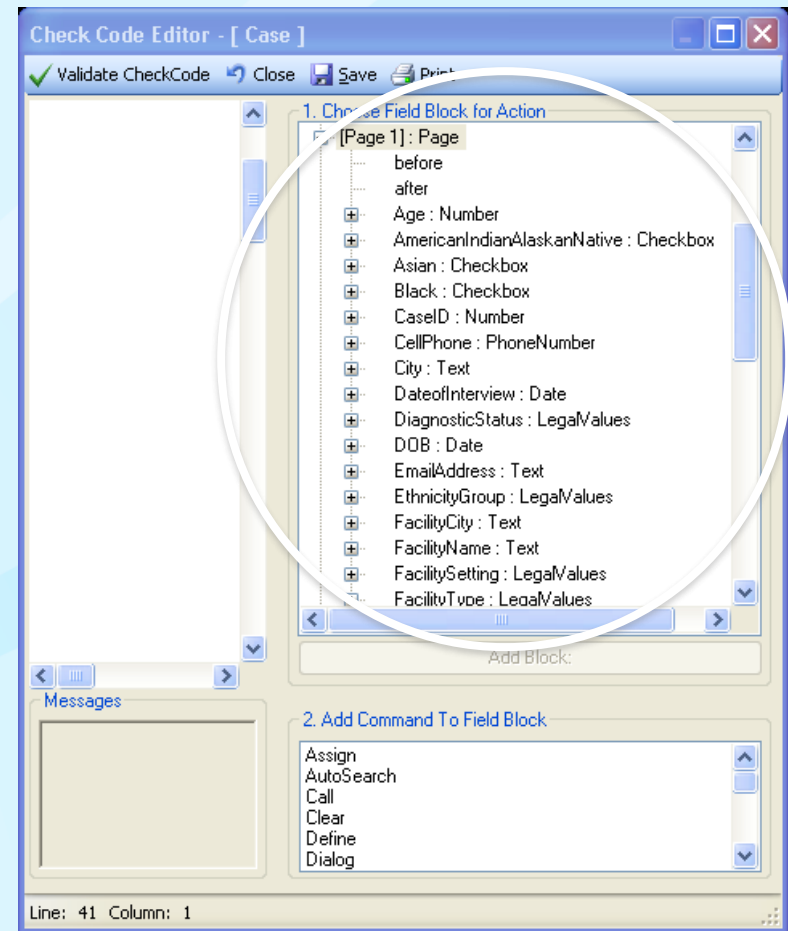 Check Code Editor - [ Case ]
Validate CheckCode Close Save Print
1. Choose Field Block for Action
[Page 1] : Page
before
after
Age : Number
AmericanIndianAlaskanNative : Checkbox
Asian : Checkbox
Black : Checkbox
CaseID : Number
CellPhone : PhoneNumber
City : Text
DateofInterview : Date
DiagnosticStatus : LegalValues
DOB : Date
EmailAddress : Text
EthnicityGroup : LegalValues
FacilityCity : Text
FacilityName : Text
FacilitySetting : LegalValues
FacilityType : LegalValues
Add Block:
Messages
2. Add Command To Field Block
Assign
AutoSearch
Call
Clear
Define
Dialog
Line: 41 Column: 1